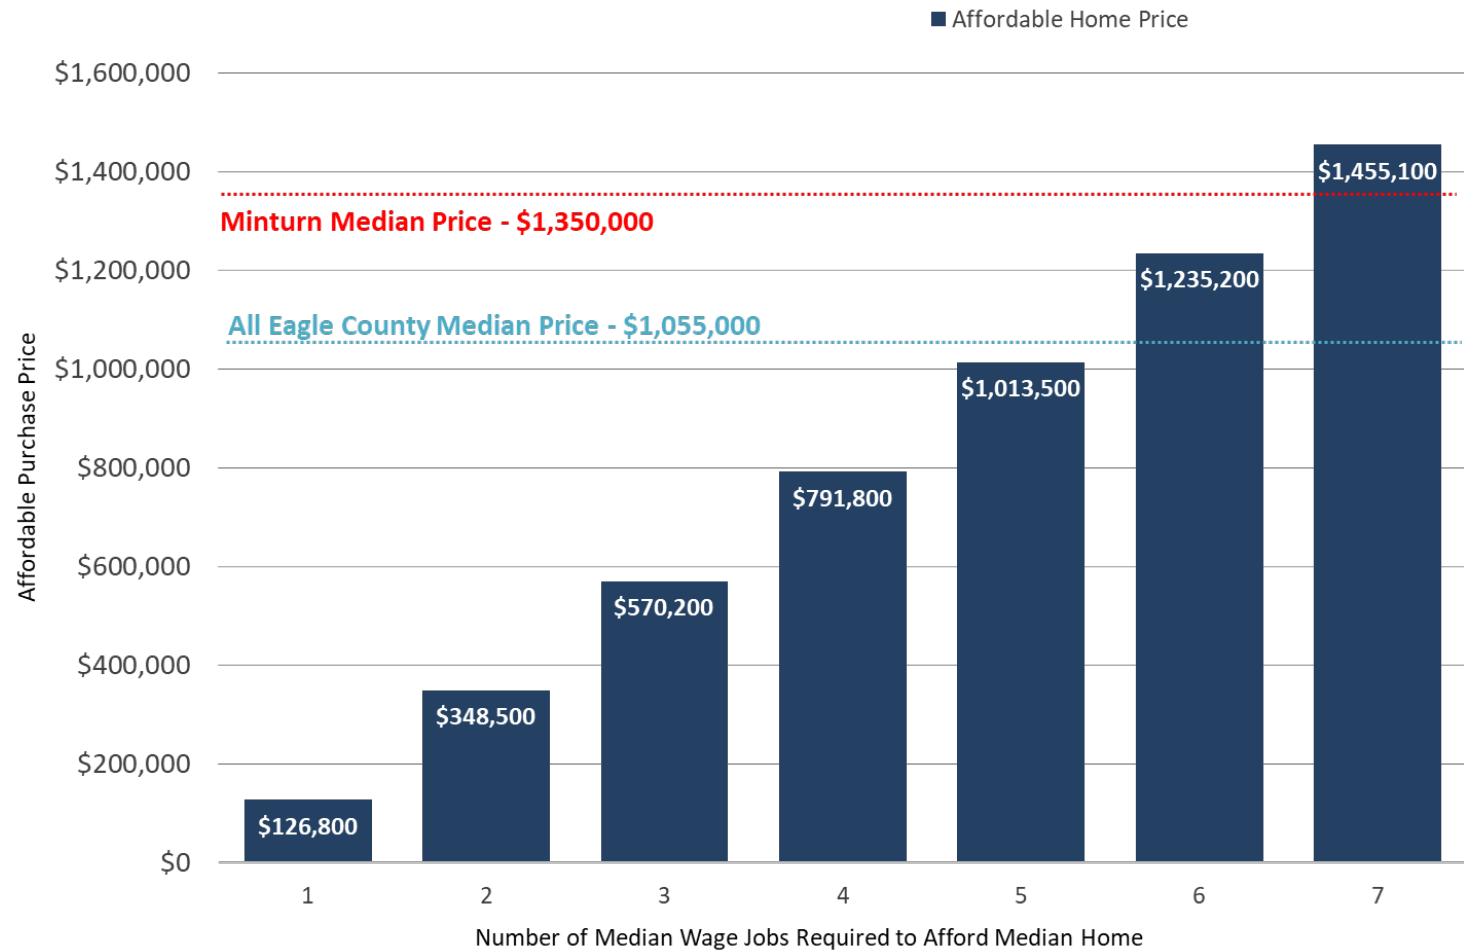 Affordable Home Price
$1,600,000
$1,400,000
$1,200,000
$1,000,000
$800,000
$600,000
$400,000
$200,000
$0
Affordable Purchase Price
Minturn Median Price - $1,350,000
All Eagle County Median Price - $1,055,000
$126,800
$348,500
$570,200
$791,800
$1,013,500
$1,235,200
$1,455,100
1 2 3 4 5 6 7
Number of Median Wage Jobs Required to Afford Median Home